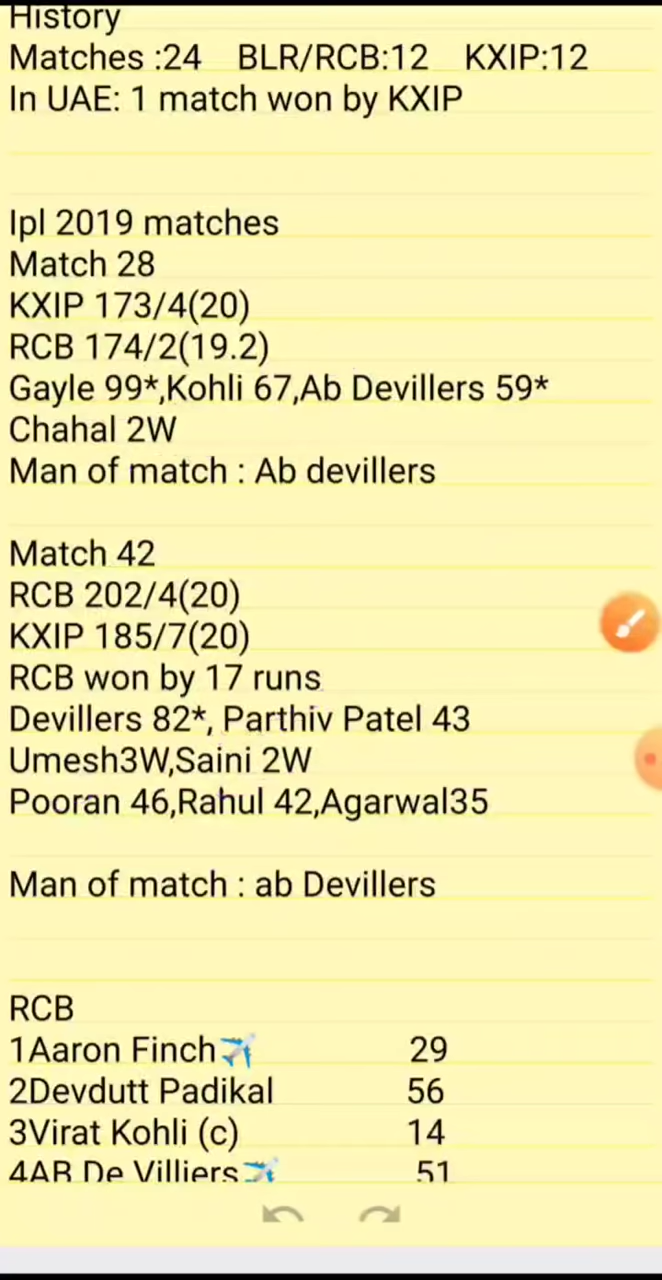 History
Matches :24 BLR/RCB:12 KXIP:12
In UAE: 1 match won by KXIP
Ipl 2019 matches
Match 28
KXIP 173/4(20)
RCB 174/2(19.2)
Gayle 99*,Kohli 67,Ab Devillers 59*
Chahal 2W
Man of match : Ab devillers
Match 42
RCB 202/4(20)
KXIP 185/7(20)
RCB won by 17 runs
Devillers 82*, Parthiv Patel 43
Umesh3W,Saini 2W
Pooran 46,Rahul 42,Agarwal35
Man of match : ab Devillers
RCB
1Aaron Finch✈️ 29
2Devdutt Padikal 56
3Virat Kohli (c) 14
4AB De Villiers✈️ 51